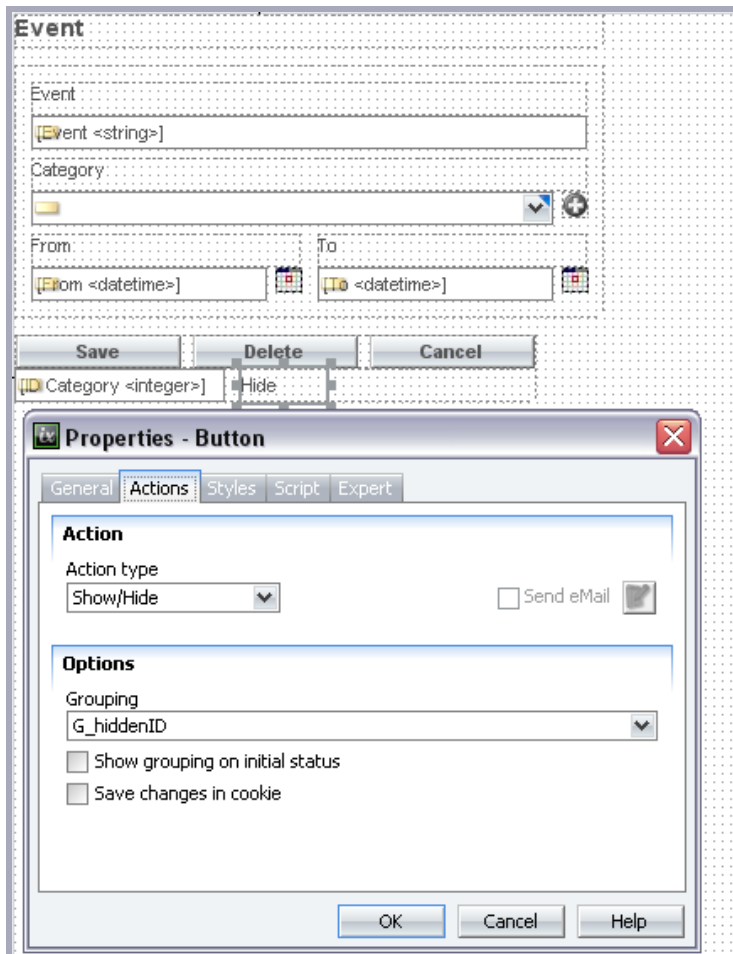 Event
Event
[Event <string>]
Category
From To
[From <datetime>] [To <datetime>]
Save Delete Cancel
[ID Category <integer>] Hide
ix Properties - Button
General Actions Styles Script Expert
Action
Action type
Show/Hide Send eMail
Options
Grouping
G_hiddenID
Show grouping on initial status
Save changes in cookie
OK Cancel Help